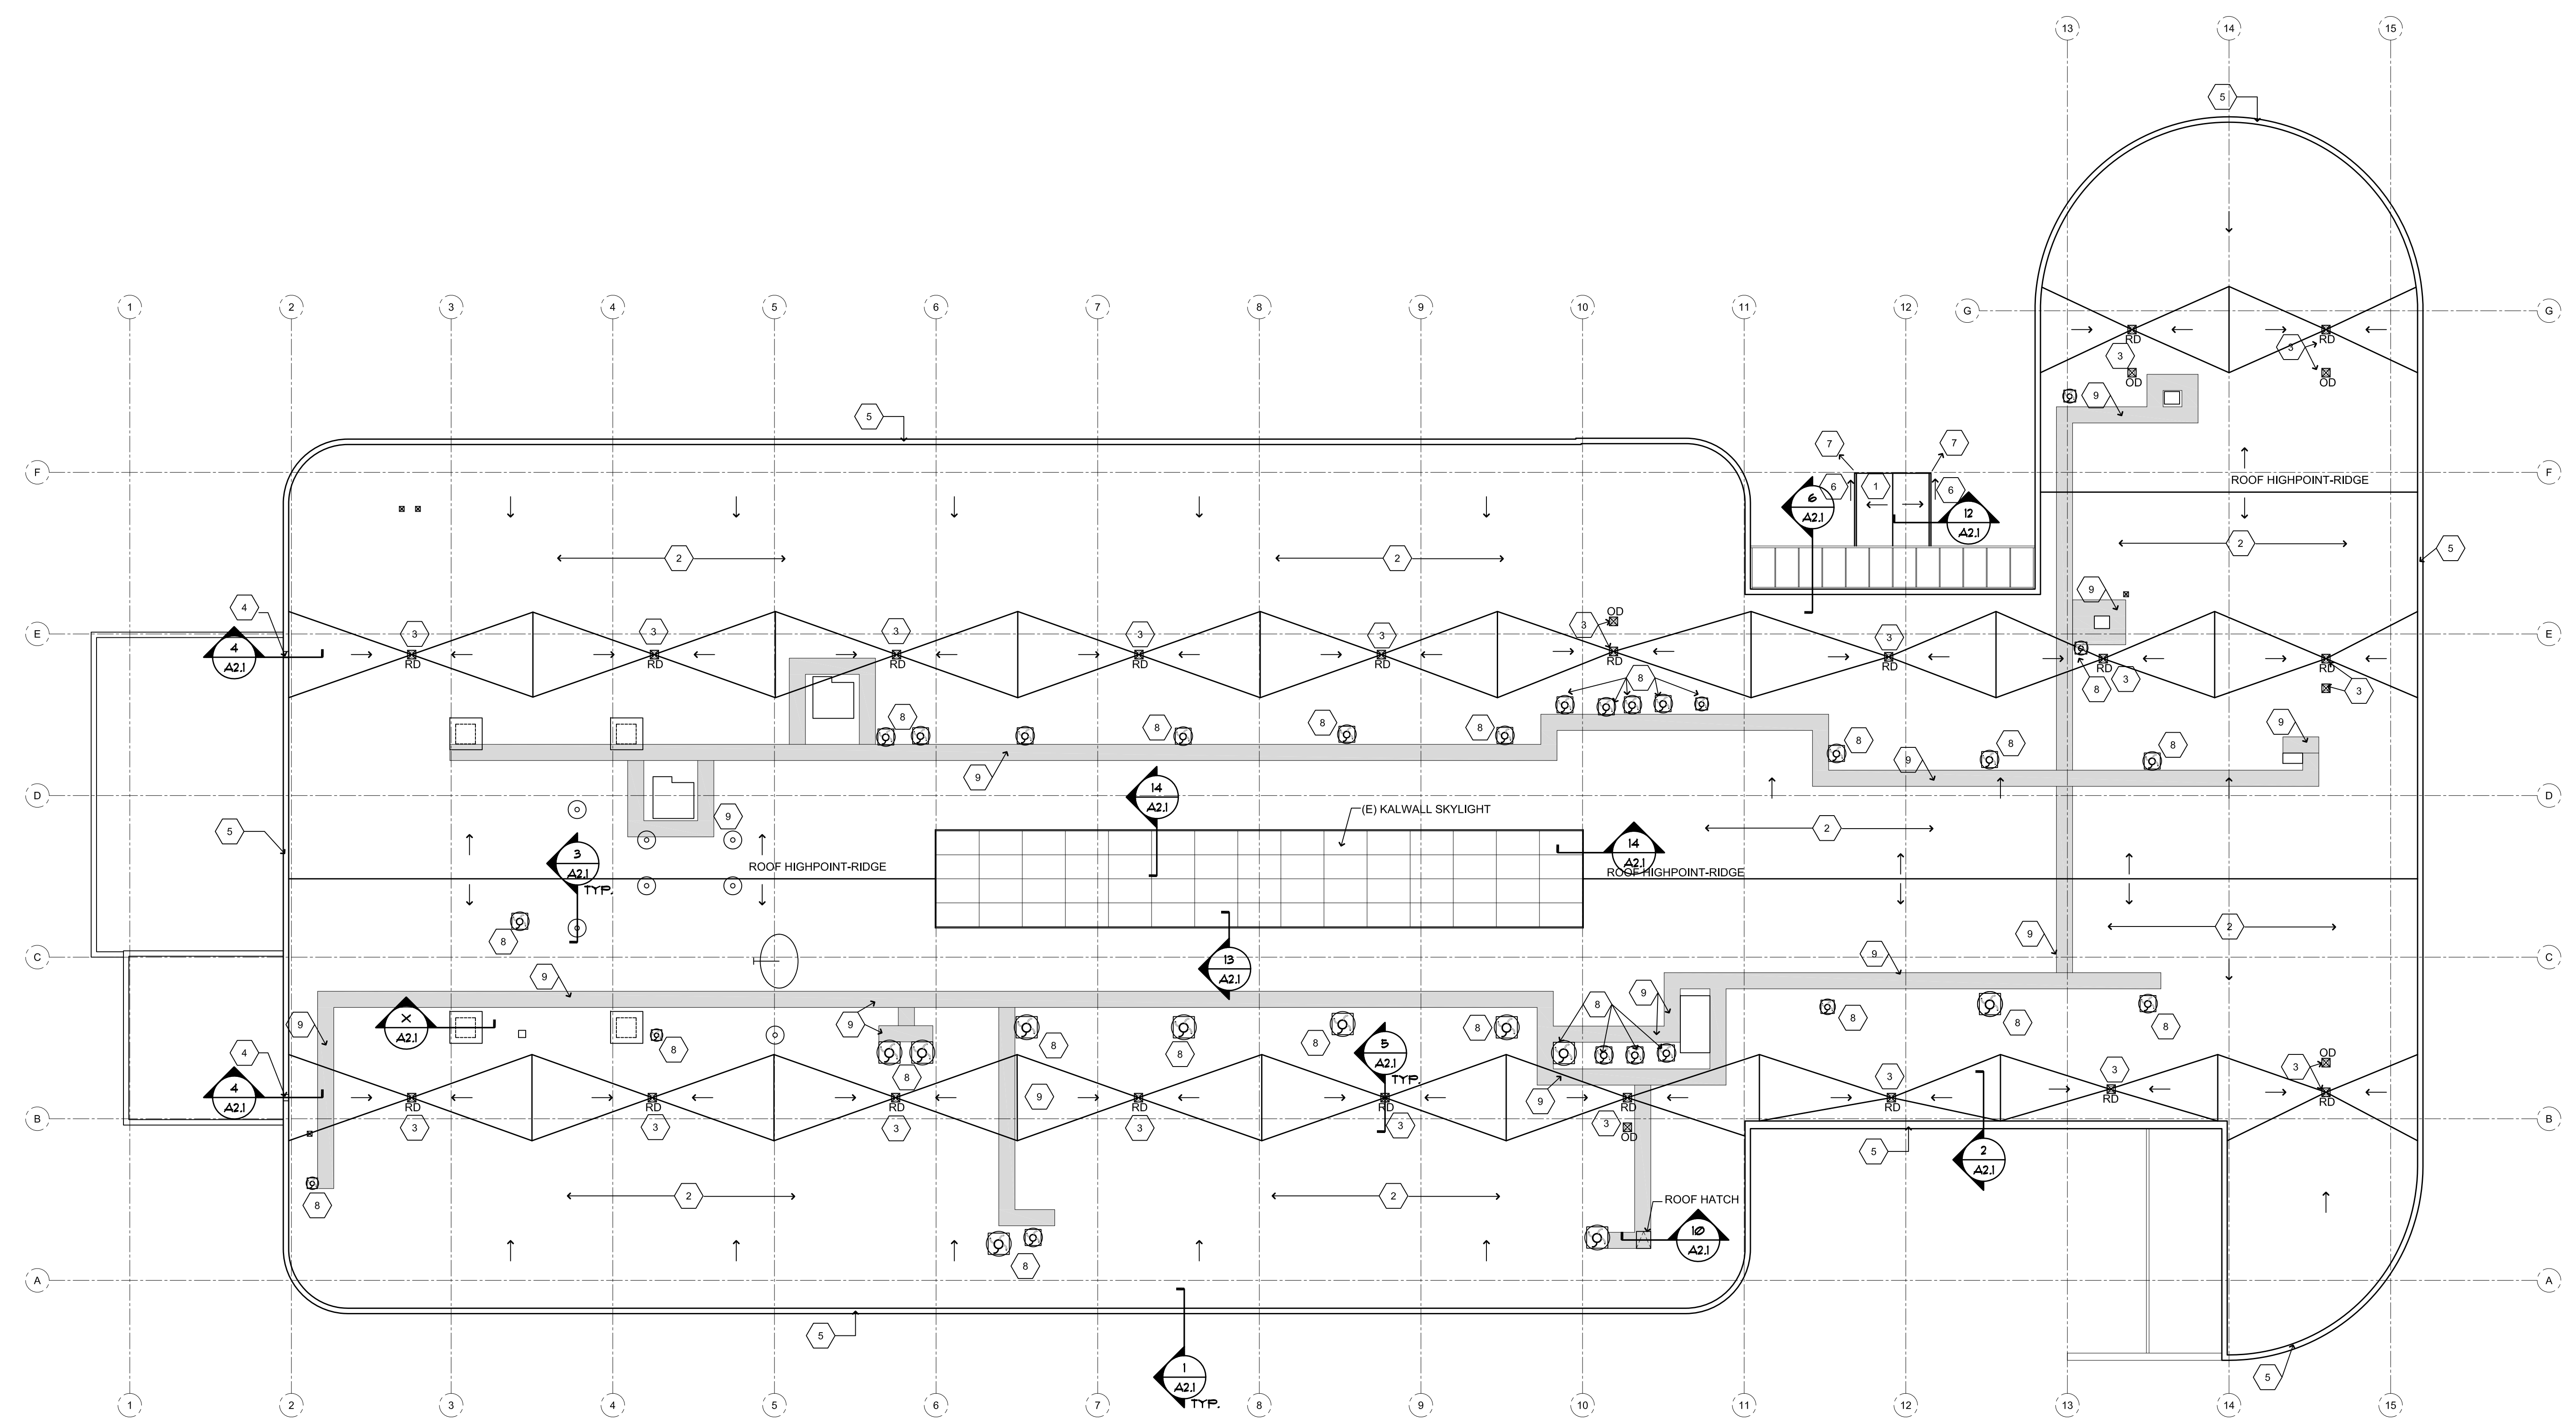 13 14 15
5
1 2 3 4 5 6 7 8 9 10 11 12
G G
RD RD
3 3
OD OD
9
5
7 7
F F
6 1 6
ROOF HIGHPOINT-RIDGE
6 A2.1
12 A2.1
2 2 2
5
4
9
OD
E E
3 3 3 3 3 3 3
4 A2.1
RD RD RD RD RD RD RD RD RD
8 8 3 3
8 8 8 8 8 8 8
9
9 9
D D
14 A2.1
(E) KALWALL SKYLIGHT
9
5
2
3 A2.1
TYP.
14 A2.1
ROOF HIGHPOINT-RIDGE
ROOF HIGHPOINT-RIDGE
2
8
9
9
C C
13 A2.1
9
9
8
9 9
X A2.1
8 8 8 8 8 8
8
8
5 A2.1
TYP.
OD
4
8
3 3 3
4 A2.1
9
9
RD RD RD RD RD RD RD RD RD
3 3 3 3 3 3
OD
B B
5
2 A2.1
8
2 2
ROOF HATCH
10 A2.1
8
A A
5
1 A2.1
TYP.
5
1 2 3 4 5 6 7 8 9 10 11 12 13 14 15